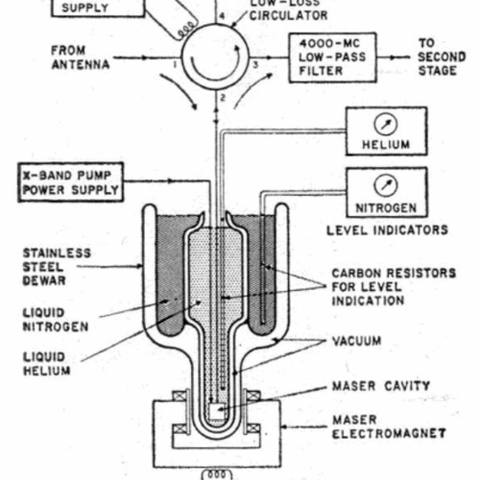 SUPPLY
LOW-LOSS
CIRCULATOR
4
FROM
ANTENNA
1
3
2
4000-MC
LOW-PASS
FILTER
TO
SECOND
STAGE
HELIUM
X-BAND PUMP
POWER SUPPLY
NITROGEN
LEVEL INDICATORS
STAINLESS
STEEL
DEWAR
CARBON RESISTORS
FOR LEVEL
INDICATION
LIQUID
NITROGEN
VACUUM
LIQUID
HELIUM
MASER CAVITY
MASER
ELECTROMAGNET